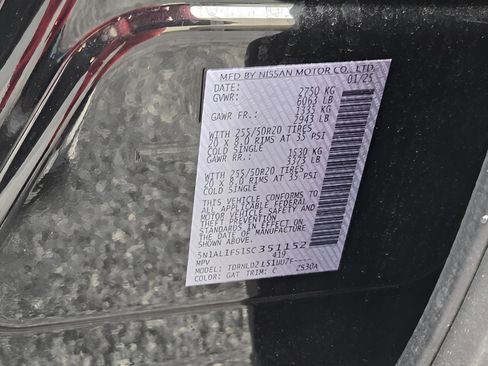 MFD BY NISSAN MOTOR CO., LTD.
DATE: 01/25
GVWR: 2750 KG
6063 LB
GAWR FR.: 1335 KG
2943 LB
WITH 255/50R20 TIRES
20 X 8.0 RIMS AT 35 PSI
COLD SINGLE
GAWR RR.: 1530 KG
3373 LB
WITH 255/50R20 TIRES
20 X 8.0 RIMS AT 35 PSI
COLD SINGLE
THIS VEHICLE CONFORMS TO
ALL APPLICABLE FEDERAL
MOTOR VEHICLE SAFETY AND
THEFT PREVENTION
STANDARDS IN EFFECT ON
THE DATE OF MANUFACTURE
SHOWN ABOVE.
5N1AL1FS1SC351152
MPV 419
MODEL:
COLOR: GAT TRIM: C ZS30A